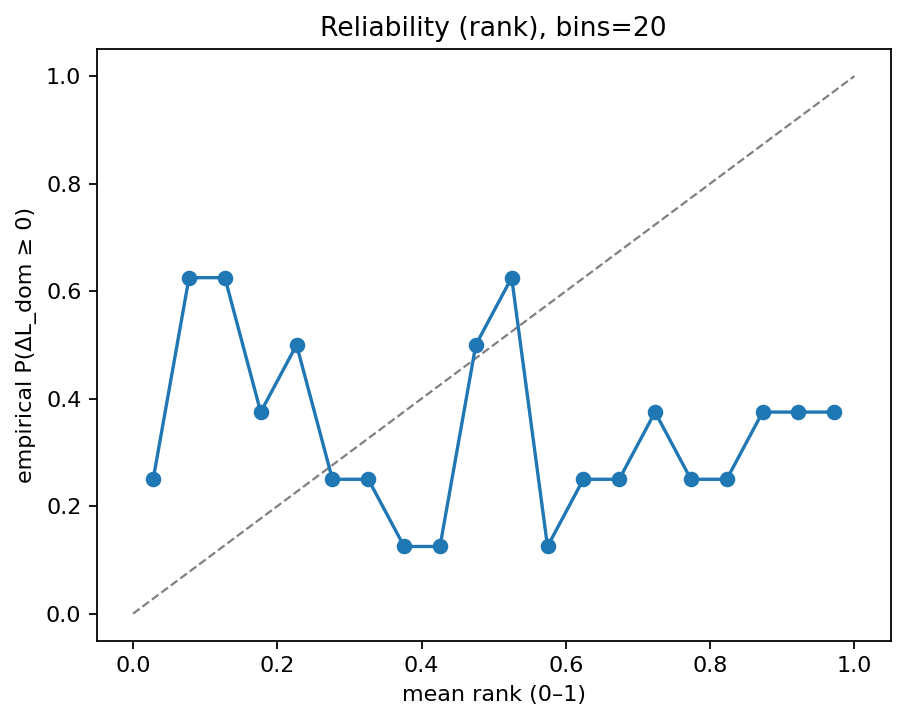 Reliability (rank), bins=20
empirical P(ΔL_dom ≥ 0)
1.0
0.8
0.6
0.4
0.2
0.0
0.0 0.2 0.4 0.6 0.8 1.0
mean rank (0–1)